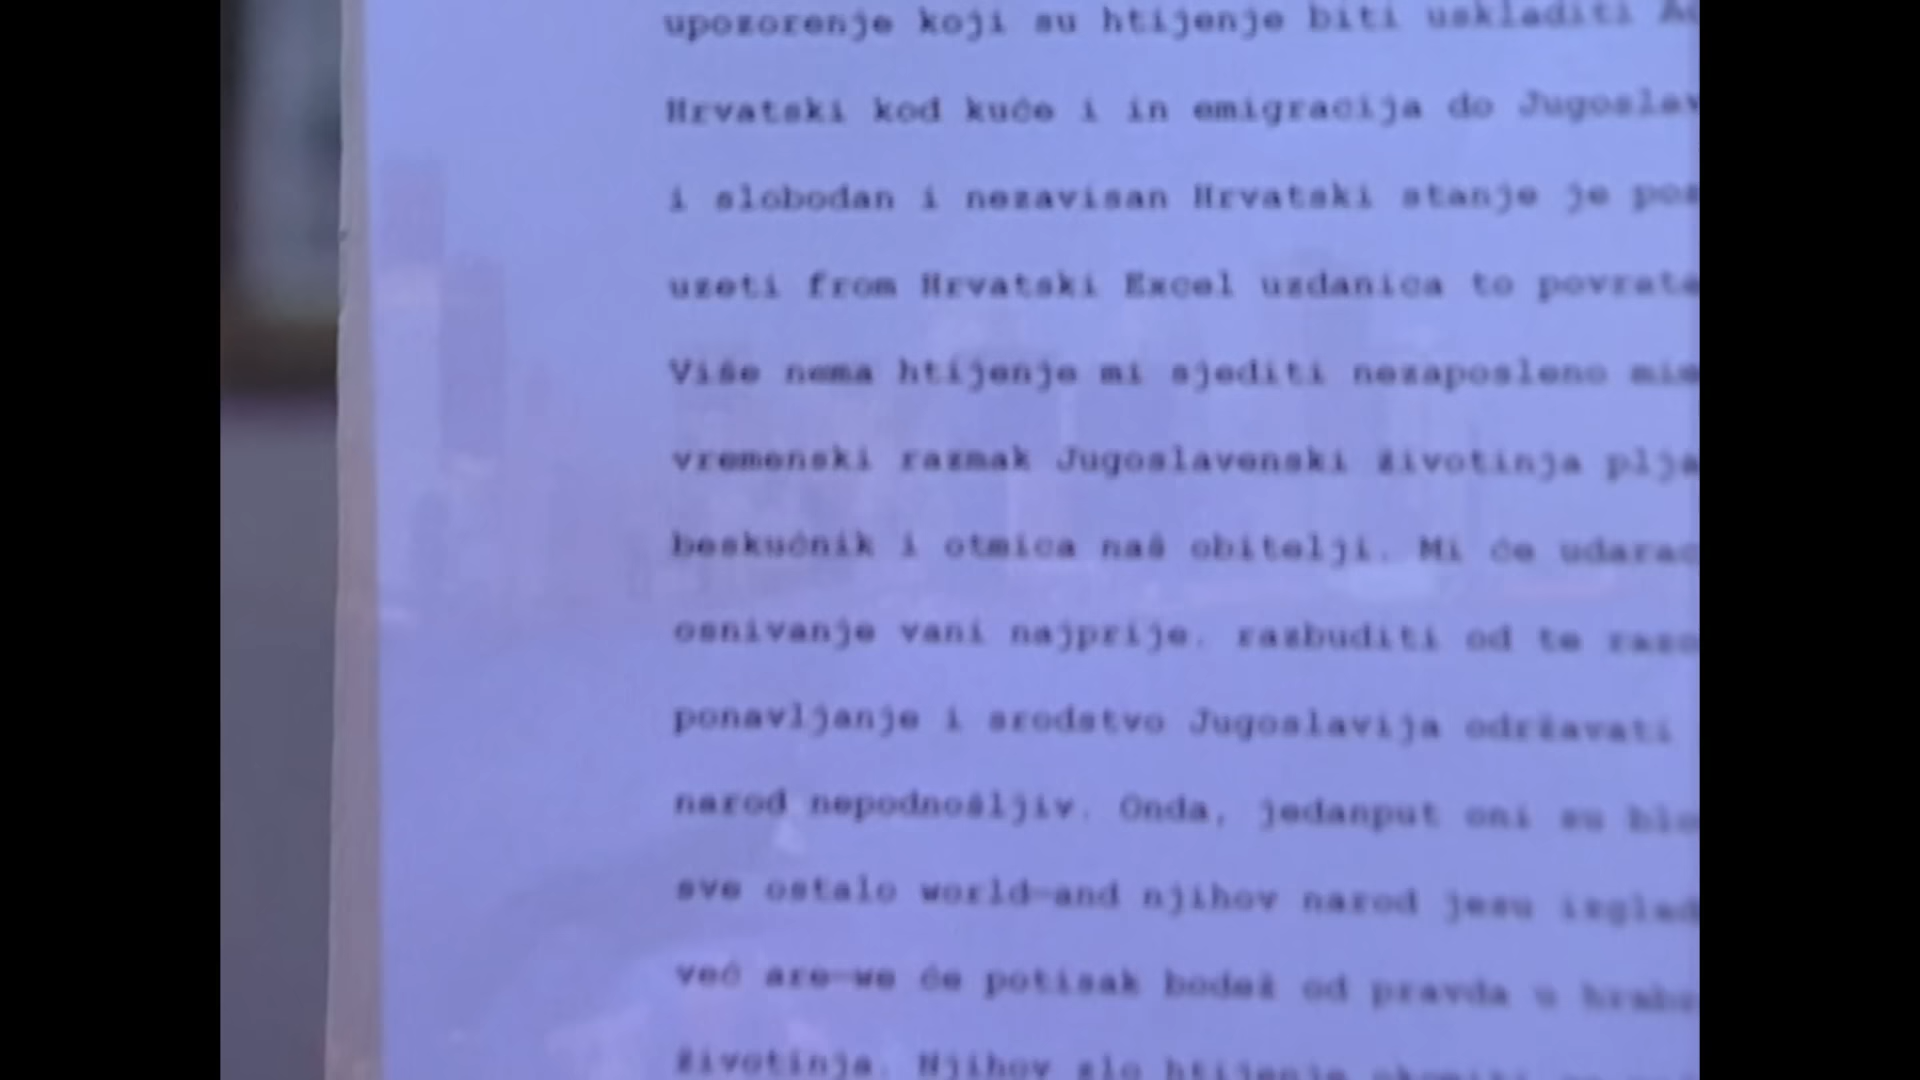 upozorenje koji su htijenje biti uskladiti
Hrvatski kod kuće i in emigracija do
i slobodan i nezavisan Hrvatski stanje je
uzeti from Hrvatski Excel uzdanica to
Više nema htijenje mi sjediti nezaposleno
vremenski razmak Jugoslavenski životinja
beskućnik i otmica naš obitelji. Mi će
osnivanje vani najprije. razbuditi od te
ponavljanje i srodstvo Jugoslavija održavati
narod nepodnošljiv. Onda, jedanput oni su
sve ostalo world-and njihov narod jesu
već are-we će potisak bodež od pravda u
životinja. Njihov zlo htijenje